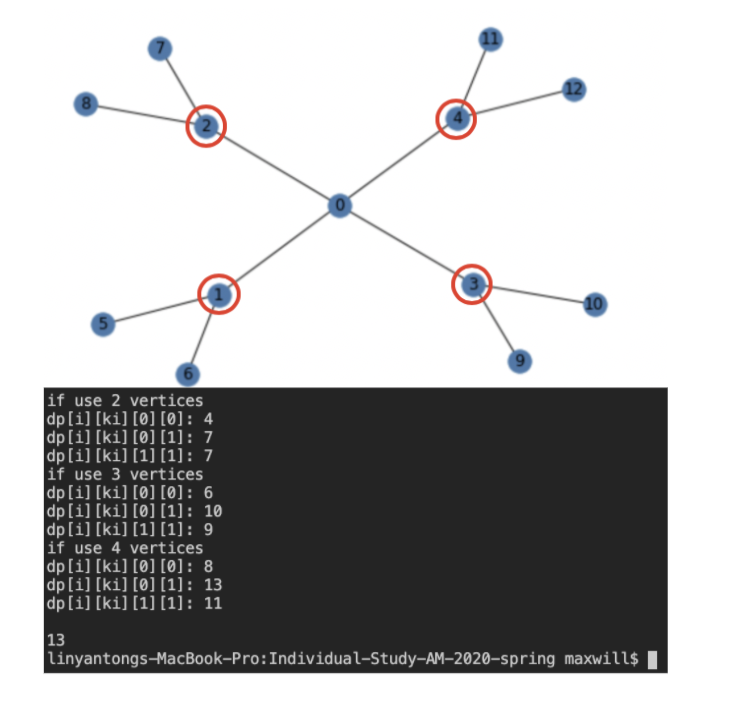 11
7
12
8
4
2
0
3
1
10
5
9
6
if use 2 vertices
dp[i][ki][0][0]: 4
dp[i][ki][0][1]: 7
dp[i][ki][1][1]: 7
if use 3 vertices
dp[i][ki][0][0]: 6
dp[i][ki][0][1]: 10
dp[i][ki][1][1]: 9
if use 4 vertices
dp[i][ki][0][0]: 8
dp[i][ki][0][1]: 13
dp[i][ki][1][1]: 11
13
linyantongs-MacBook-Pro:Individual-Study-AM-2020-spring maxwill$